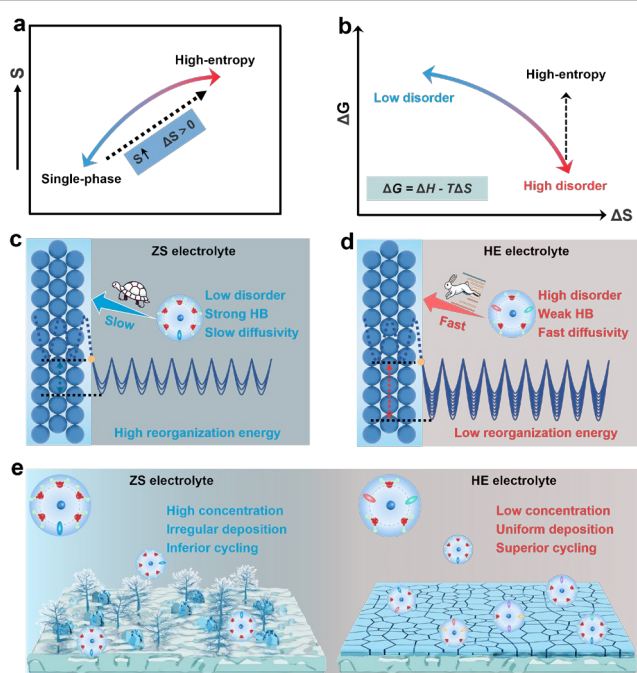 a
S
High-entropy
S↑ ΔS > 0
Single-phase
b
ΔG
Low disorder
High-entropy
High disorder
ΔG = ΔH - TΔS
ΔS
c
ZS electrolyte
Slow
Low disorder
Strong HB
Slow diffusivity
High reorganization energy
d
HE electrolyte
Fast
High disorder
Weak HB
Fast diffusivity
Low reorganization energy
e
ZS electrolyte
High concentration
Irregular deposition
Inferior cycling
HE electrolyte
Low concentration
Uniform deposition
Superior cycling